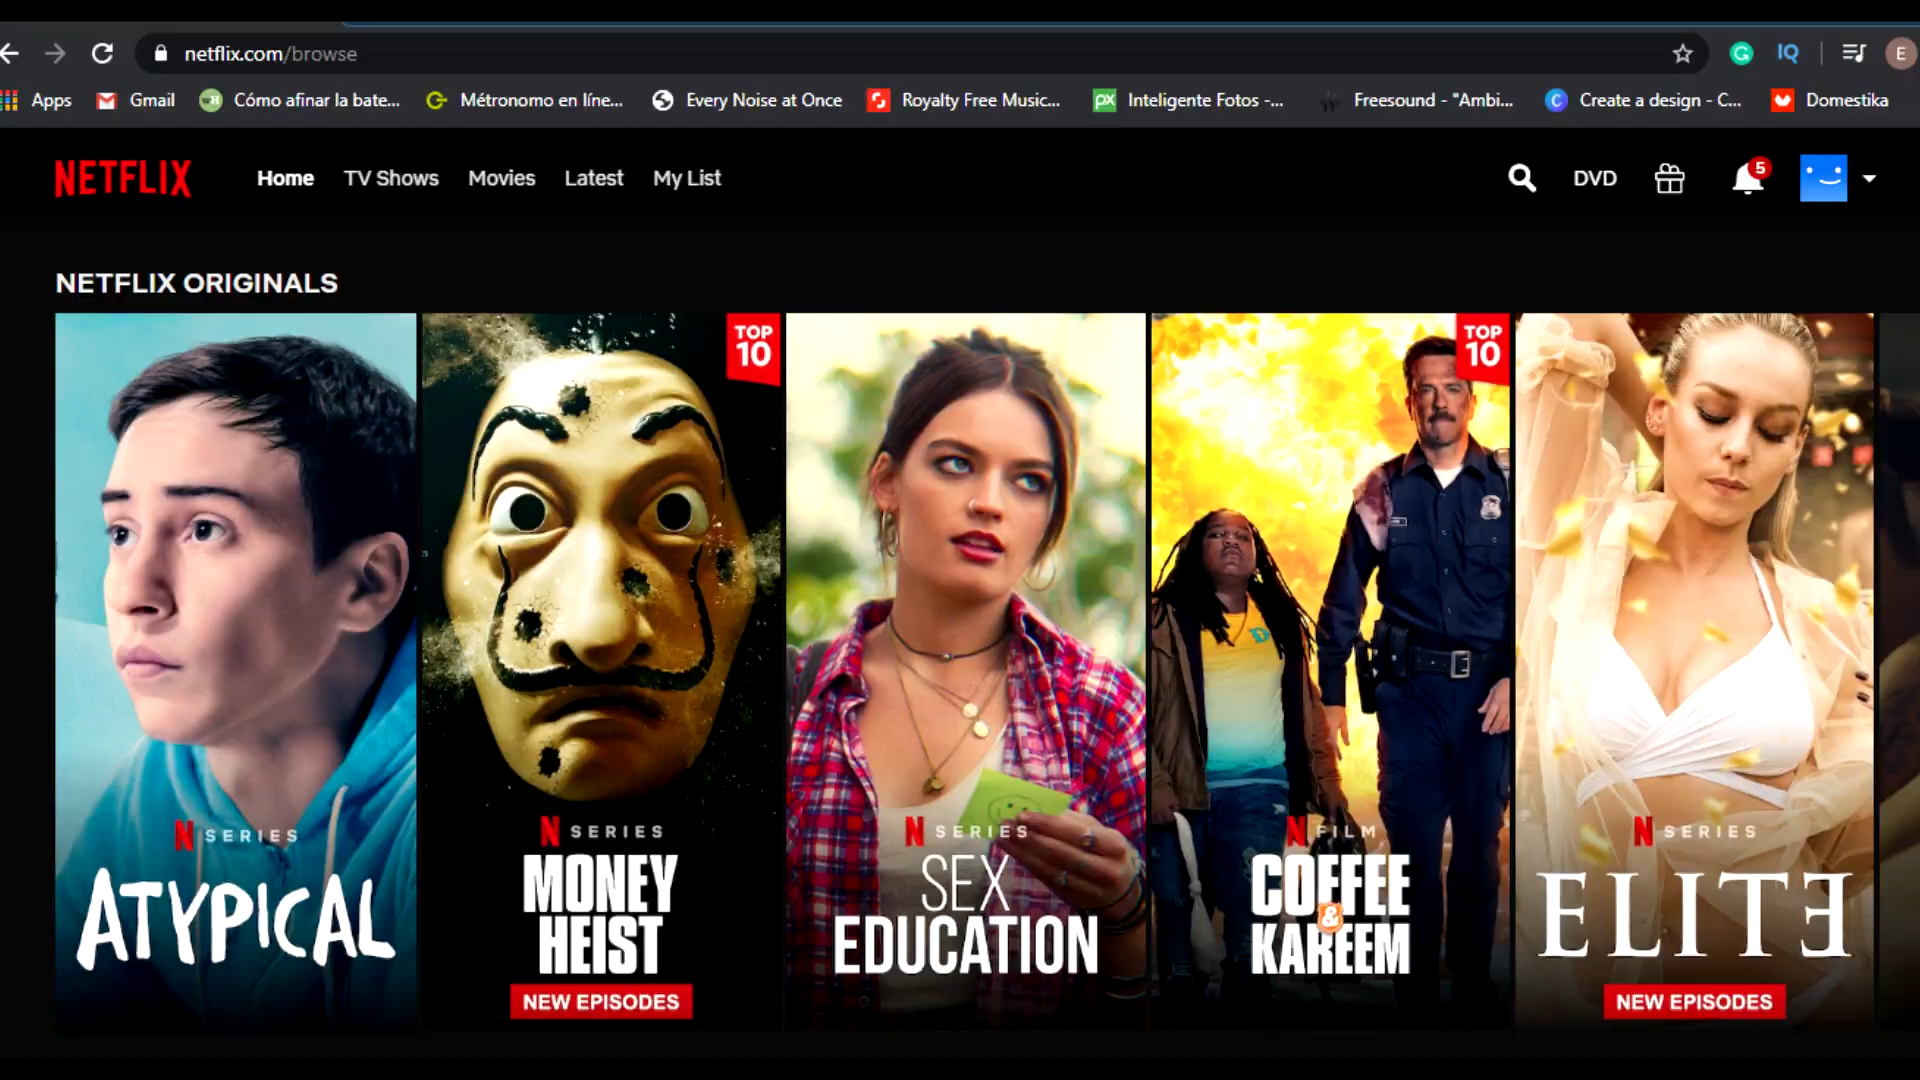 netflix.com/browse
E
Apps Gmail Cómo afinar la bate... Métronomo en líne... Every Noise at Once Royalty Free Music... Inteligente Fotos -... Freesound - "Ambi... Create a design - C... Domestika
NETFLIX Home TV Shows Movies Latest My List DVD 5
NETFLIX ORIGINALS
N SERIES
ATYPICAL
TOP
10
N SERIES
MONEY
HEIST
NEW EPISODES
N SERIES
SEX
EDUCATION
TOP
10
N FILM
COFFEE
&
KAREEM
N SERIES
ELITE
NEW EPISODES